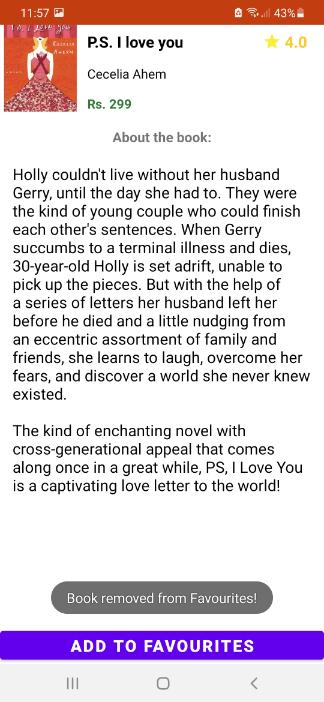 11:57
43%
P.S. I love you
CECELIA
AHERN
P.S. I love you
4.0
Cecelia Ahem
Rs. 299
About the book:
Holly couldn't live without her husband
Gerry, until the day she had to. They were
the kind of young couple who could finish
each other's sentences. When Gerry
succumbs to a terminal illness and dies,
30-year-old Holly is set adrift, unable to
pick up the pieces. But with the help of
a series of letters her husband left her
before he died and a little nudging from
an eccentric assortment of family and
friends, she learns to laugh, overcome her
fears, and discover a world she never knew
existed.
The kind of enchanting novel with
cross-generational appeal that comes
along once in a great while, PS, I Love You
is a captivating love letter to the world!
Book removed from Favourites!
ADD TO FAVOURITES